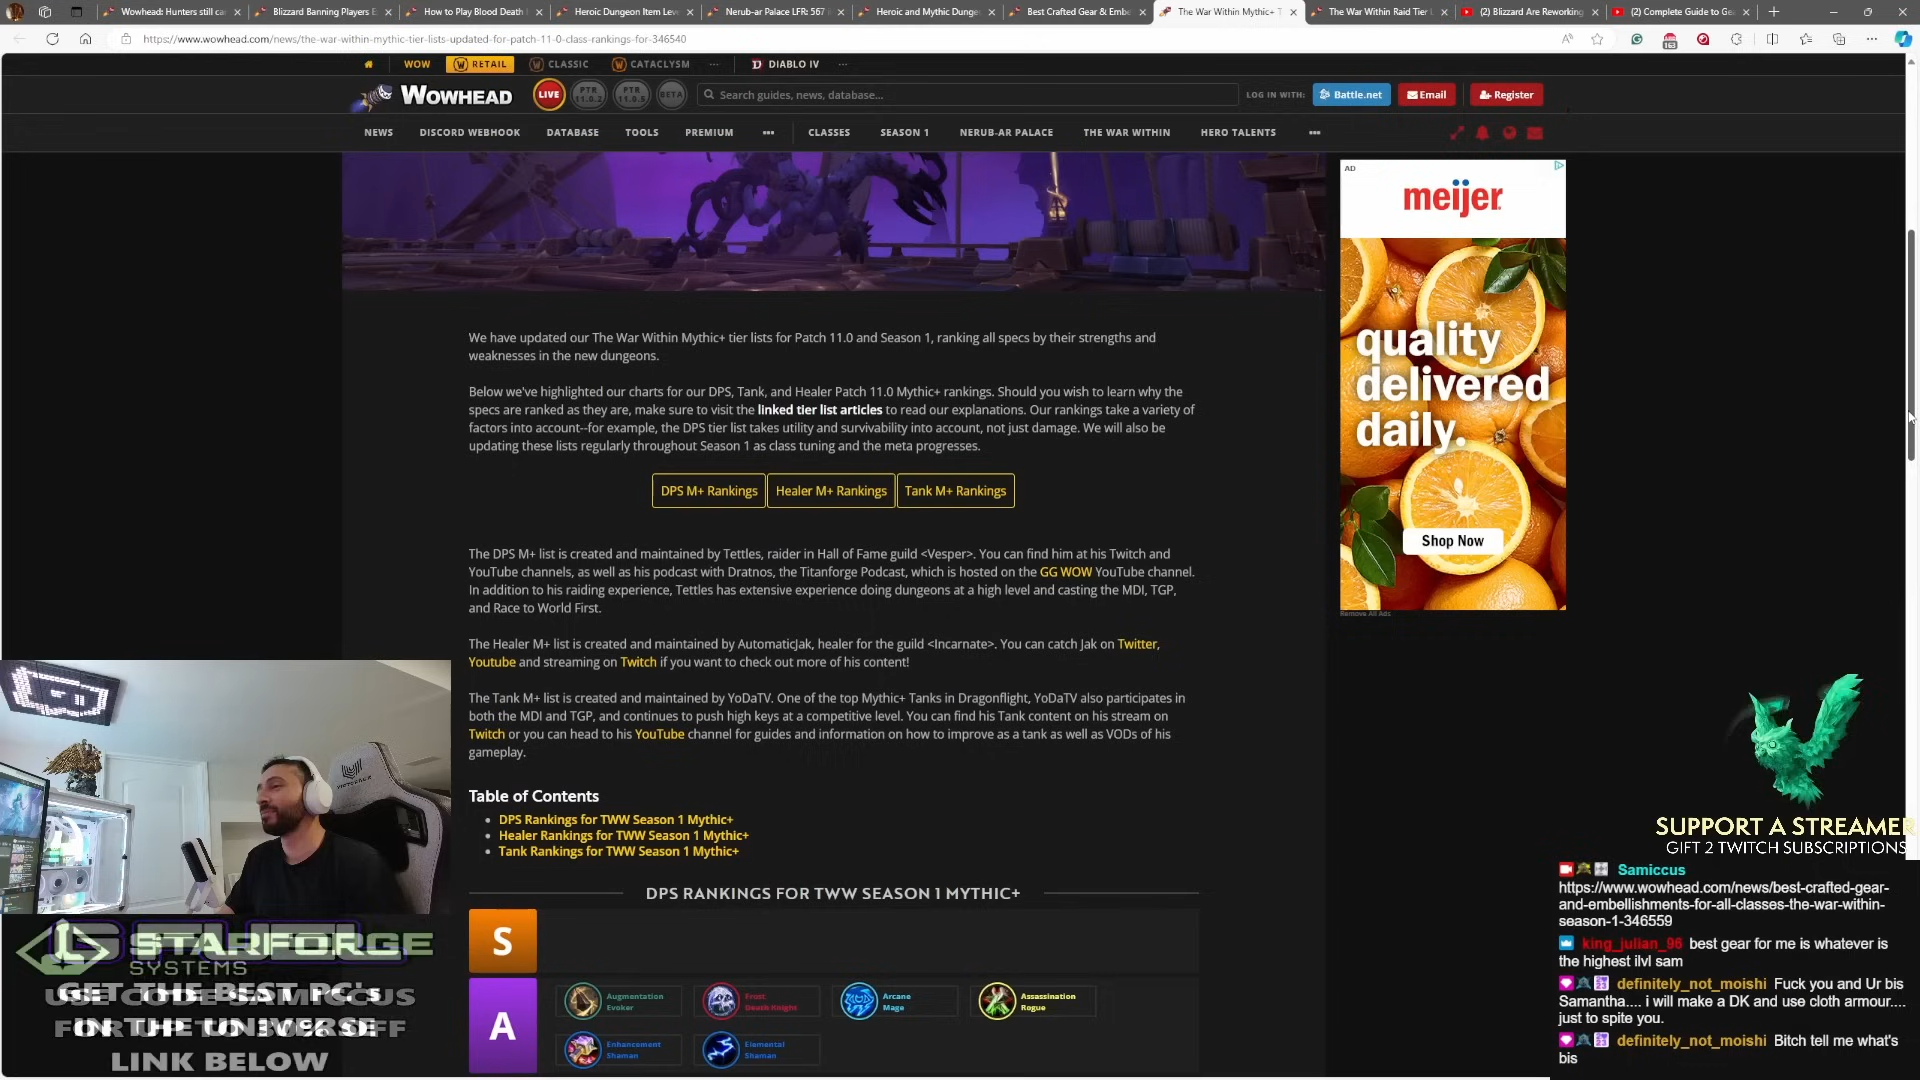 Wowhead: Hunters still ca
Blizzard Banning Players E
How to Play Blood Death
Heroic Dungeon Item Lev
Nerub-ar Palace LFR: 567
Heroic and Mythic Dunge
Best Crafted Gear & Embe
The War Within Mythic+ T
The War Within Raid Tier L
(2) Blizzard Are Reworking
(2) Complete Guide to Ge
https://www.wowhead.com/news/the-war-within-mythic-tier-lists-updated-for-patch-11-0-class-rankings-for-346540
WOW RETAIL CLASSIC CATACLYSM ... DIABLO IV ...
WOWHEAD LIVE PTR 11.0.2 PTR 11.0.5 BETA Search guides, news, database... LOG IN WITH: Battle.net Email Register
NEWS DISCORD WEBHOOK DATABASE TOOLS PREMIUM ... CLASSES SEASON 1 NERUB-AR PALACE THE WAR WITHIN HERO TALENTS ...
AD
meijer
quality
delivered
daily.
Shop Now
Remove All Ads
We have updated our The War Within Mythic+ tier lists for Patch 11.0 and Season 1, ranking all specs by their strengths and
weaknesses in the new dungeons.
Below we've highlighted our charts for our DPS, Tank, and Healer Patch 11.0 Mythic+ rankings. Should you wish to learn why the
specs are ranked as they are, make sure to visit the linked tier list articles to read our explanations. Our rankings take a variety of
factors into account--for example, the DPS tier list takes utility and survivability into account, not just damage. We will also be
updating these lists regularly throughout Season 1 as class tuning and the meta progresses.
DPS M+ Rankings Healer M+ Rankings Tank M+ Rankings
The DPS M+ list is created and maintained by Tettles, raider in Hall of Fame guild <Vesper>. You can find him at his Twitch and
YouTube channels, as well as his podcast with Dratnos, the Titanforge Podcast, which is hosted on the GG WOW YouTube channel.
In addition to his raiding experience, Tettles has extensive experience doing dungeons at a high level and casting the MDI, TGP,
and Race to World First.
The Healer M+ list is created and maintained by AutomaticJak, healer for the guild <Incarnate>. You can catch Jak on Twitter,
Youtube and streaming on Twitch if you want to check out more of his content!
The Tank M+ list is created and maintained by YoDaTV. One of the top Mythic+ Tanks in Dragonflight, YoDaTV also participates in
both the MDI and TGP, and continues to push high keys at a competitive level. You can find his Tank content on his stream on
Twitch or you can head to his YouTube channel for guides and information on how to improve as a tank as well as VODs of his
gameplay.
Table of Contents
DPS Rankings for TWW Season 1 Mythic+
Healer Rankings for TWW Season 1 Mythic+
Tank Rankings for TWW Season 1 Mythic+
DPS RANKINGS FOR TWW SEASON 1 MYTHIC+
S
A
Augmentation
Evoker
Frost
Death Knight
Arcane
Mage
Assassination
Rogue
Enhancement
Shaman
Elemental
Shaman
STARFORGE
SYSTEMS
LINK BELOW
SUPPORT A STREAMER
GIFT 2 TWITCH SUBSCRIPTIONS
Samiccus
https://www.wowhead.com/news/best-crafted-gear-
and-embellishments-for-all-classes-the-war-within-
season-1-346559
king_julian_96 best gear for me is whatever is
the highest ilvl sam
definitely_not_moishi Fuck you and Ur bis
Samantha.... i will make a DK and use cloth armour....
just to spite you.
definitely_not_moishi Bitch tell me what's
bis